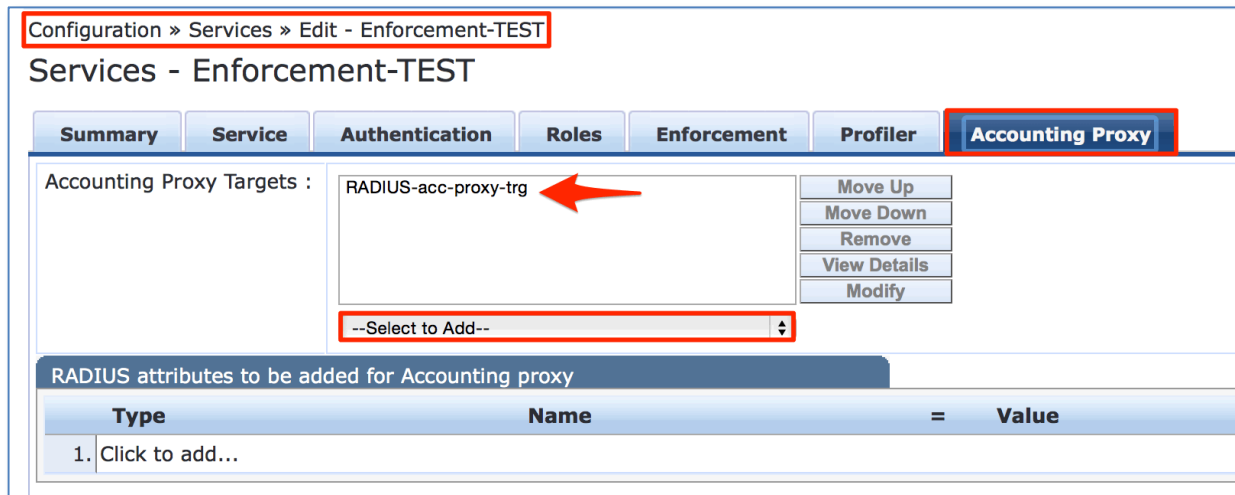 Configuration » Services » Edit - Enforcement-TEST
Services - Enforcement-TEST
Summary Service Authentication Roles Enforcement Profiler Accounting Proxy
Accounting Proxy Targets :
RADIUS-acc-proxy-trg
Move Up
Move Down
Remove
View Details
Modify
--Select to Add--
RADIUS attributes to be added for Accounting proxy
Type Name = Value
1. Click to add...